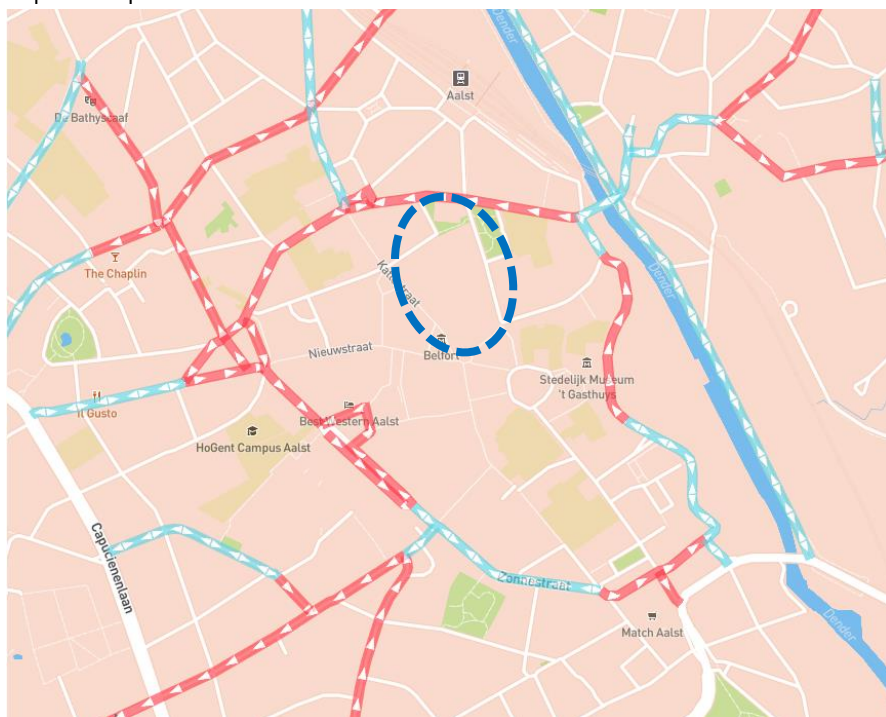 Dender
Aalst
De Bathyscaaf
The Chaplin
Dender
Nieuwstraat
Belfort
Stedelijk Museum
't Gasthuys
Il Gusto
Best Western Aalst
HoGent Campus Aalst
Capucienenlaan
Zonnestraat
Match Aalst
Dender